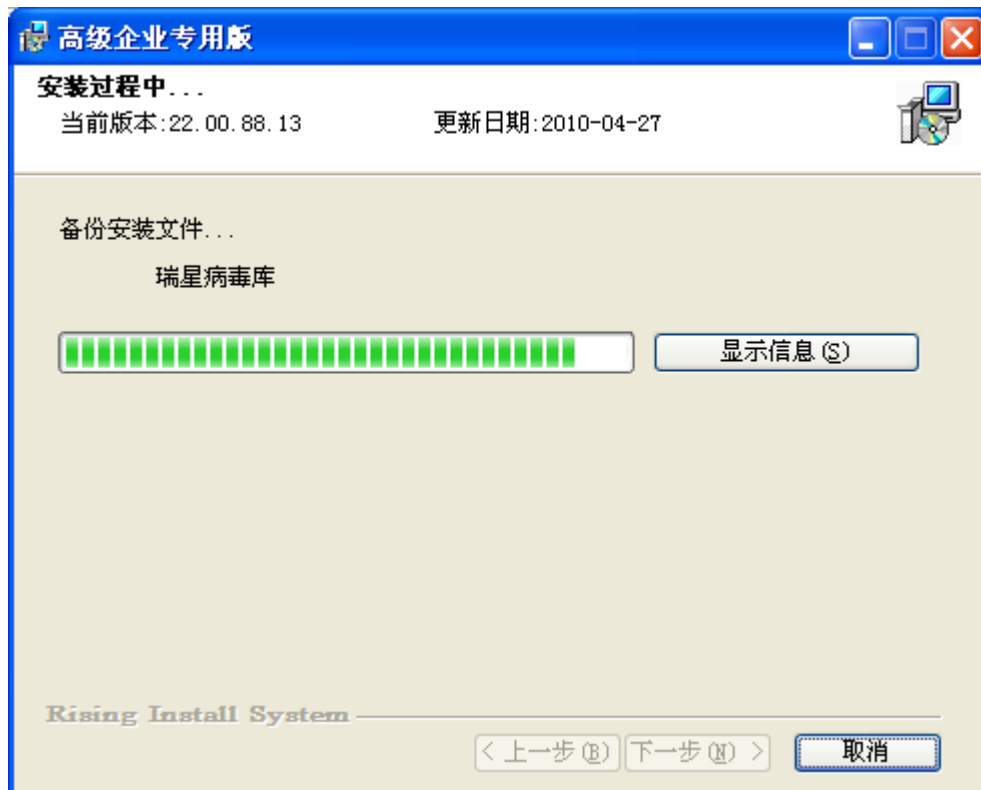 高级企业专用版
安装过程中...
当前版本:22.00.88.13 更新日期:2010-04-27
备份安装文件...
瑞星病毒库
显示信息(S)
Rising Install System
< 上一步(B) 下一步(N) > 取消